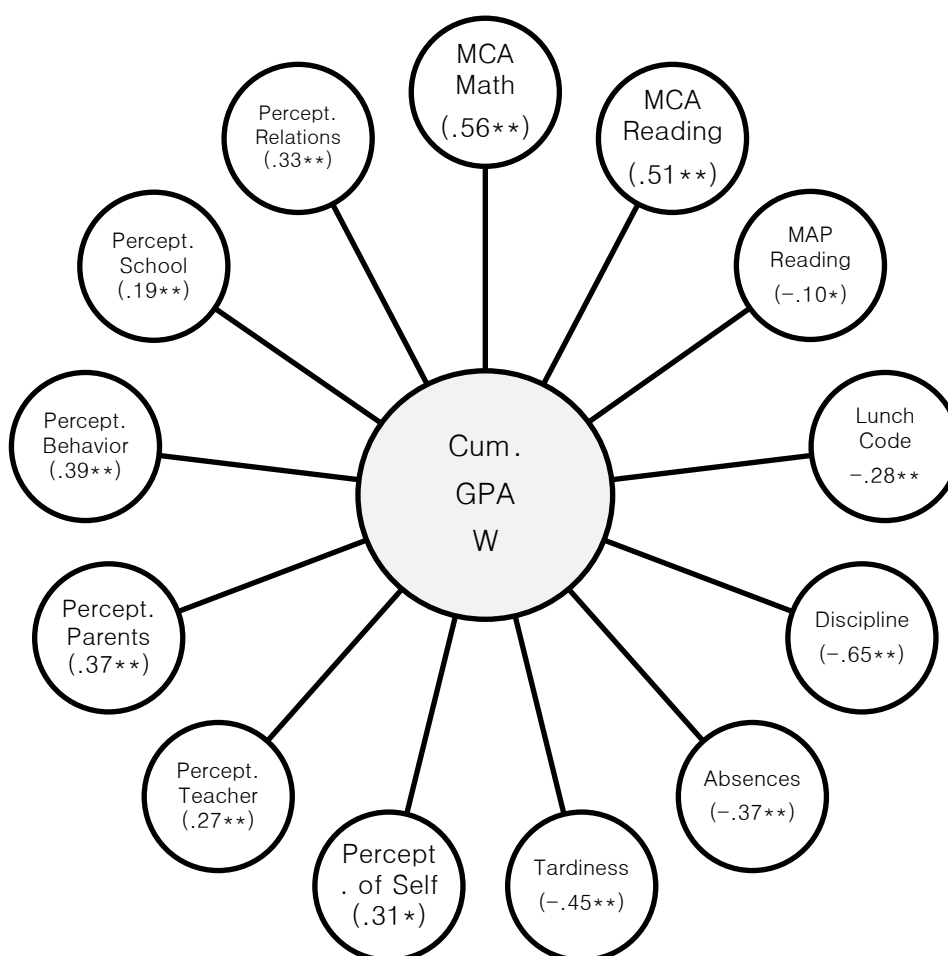 MCA
Math
(.56**)
MCA
Reading
(.51**)
MAP
Reading
(-.10*)
Lunch
Code
-.28**
Discipline
(-.65**)
Absences
(-.37**)
Tardiness
(-.45**)
Percept
. of Self
(.31*)
Percept.
Teacher
(.27**)
Percept.
Parents
(.37**)
Percept.
Behavior
(.39**)
Percept.
School
(.19**)
Percept.
Relations
(.33**)
Cum.
GPA
W